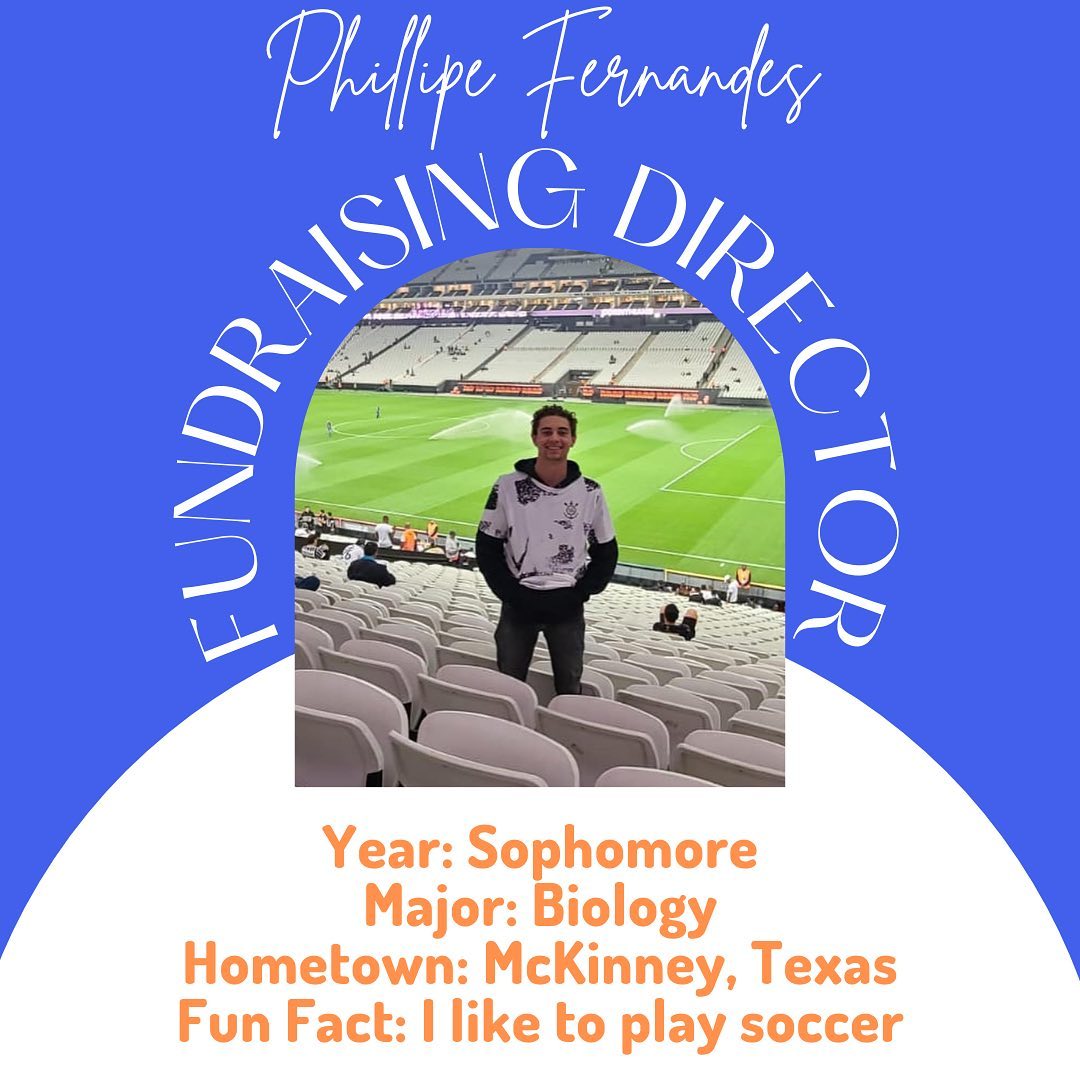 Phillipe Fernandes
FUNDRAISING DIRECTOR
Year: Sophomore
Major: Biology
Hometown: McKinney, Texas
Fun Fact: I like to play soccer